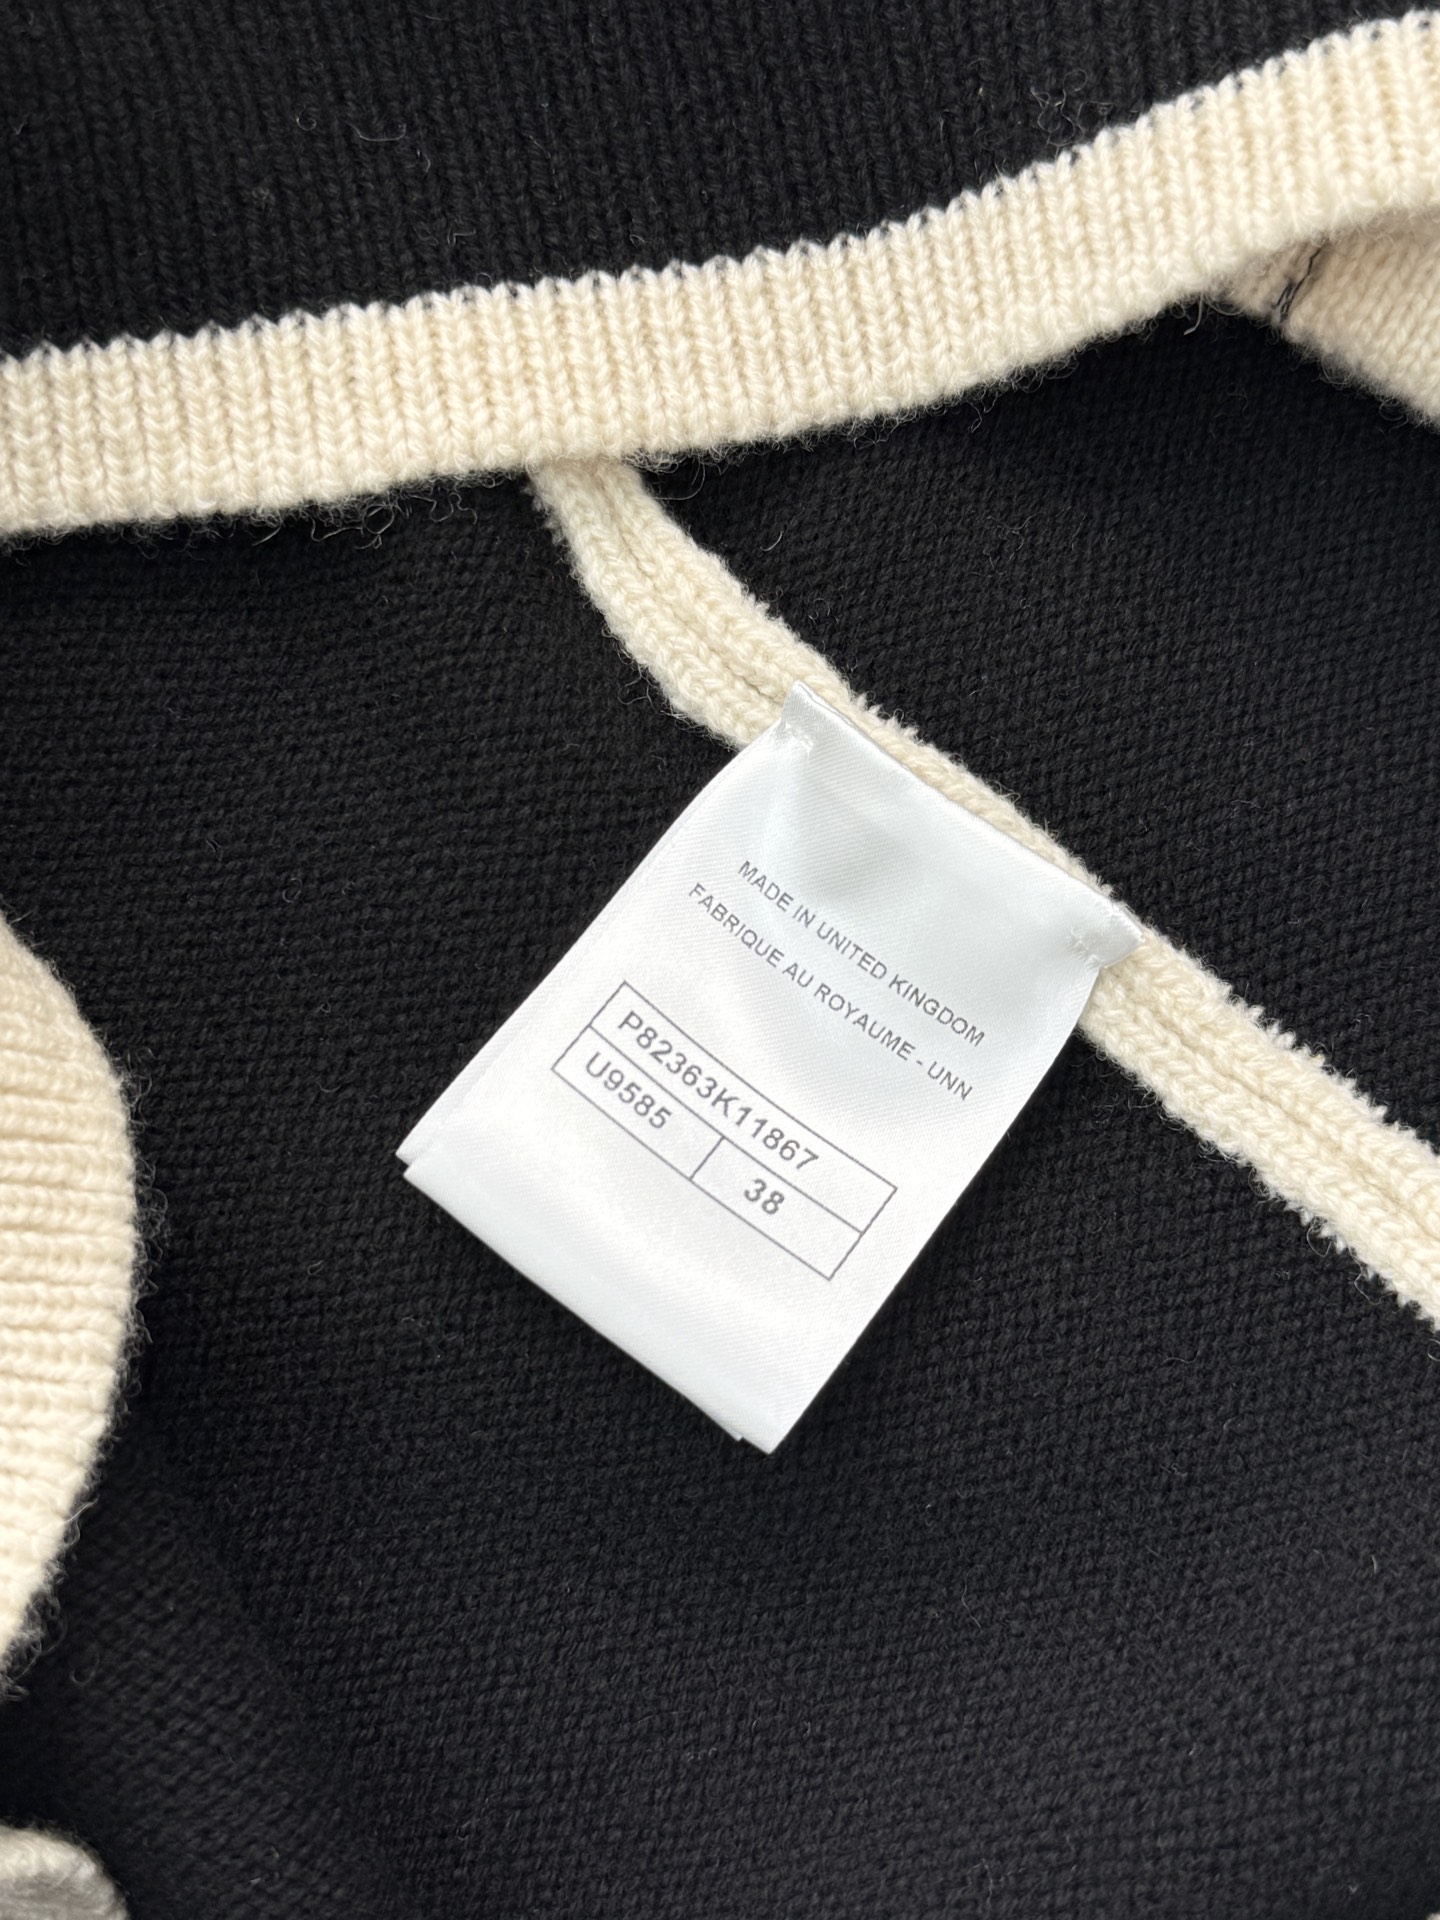 MADE IN UNITED KINGDOM
FABRIQUE AU ROYAUME - UNN
P82363K11867
U9585 38